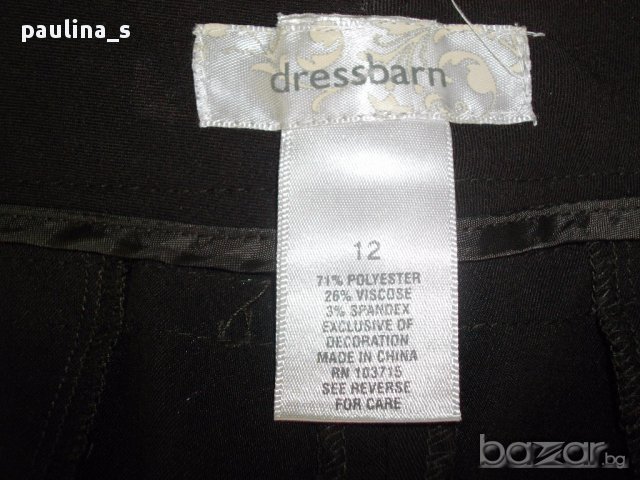 paulina_s
dressbarn
12
71% POLYESTER
26% VISCOSE
3% SPANDEX
EXCLUSIVE OF
DECORATION
MADE IN CHINA
RN 103715
SEE REVERSE
FOR CARE
bazar.bg